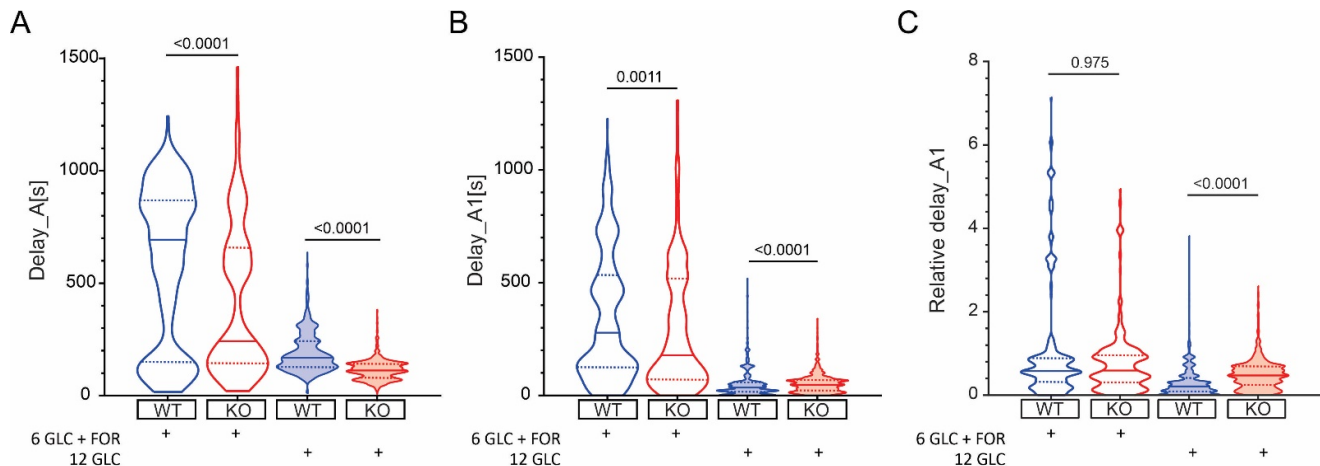 A
B
C
<0.0001
<0.0001
0.0011
<0.0001
0.975
<0.0001
Delay_A[s]
1500
1000
500
0
Delay_A1[s]
1500
1000
500
0
Relative delay_A1
8
6
4
2
0
WT KO WT KO
WT KO WT KO
WT KO WT KO
6 GLC + FOR + + + + + +
12 GLC + + + + + +